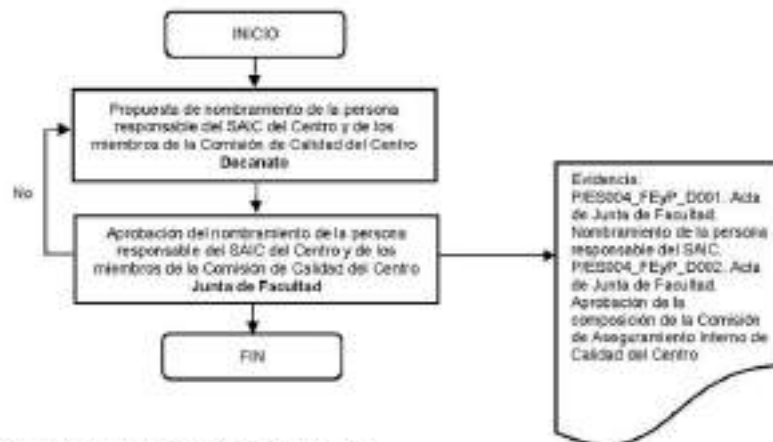 INICIO
Propuesta de nombramiento de la persona
responsable del SAIC del Centro y de los
miembros de la Comisión de Calidad del Centro
Decanato
No
Aprobación del nombramiento de la persona
responsable del SAIC del Centro y de los
miembros de la Comisión de Calidad del Centro
Junta de Facultad
FIN
Evidencia:
PIES004_FEyP_D001. Acta
de Junta de Facultad.
Nombramiento de la persona
responsable del SAIC.
PIES004_FEyP_D002. Acta
de Junta de Facultad.
Aprobación de la
composición de la Comisión
de Aseguramiento Interno de
Calidad del Centro